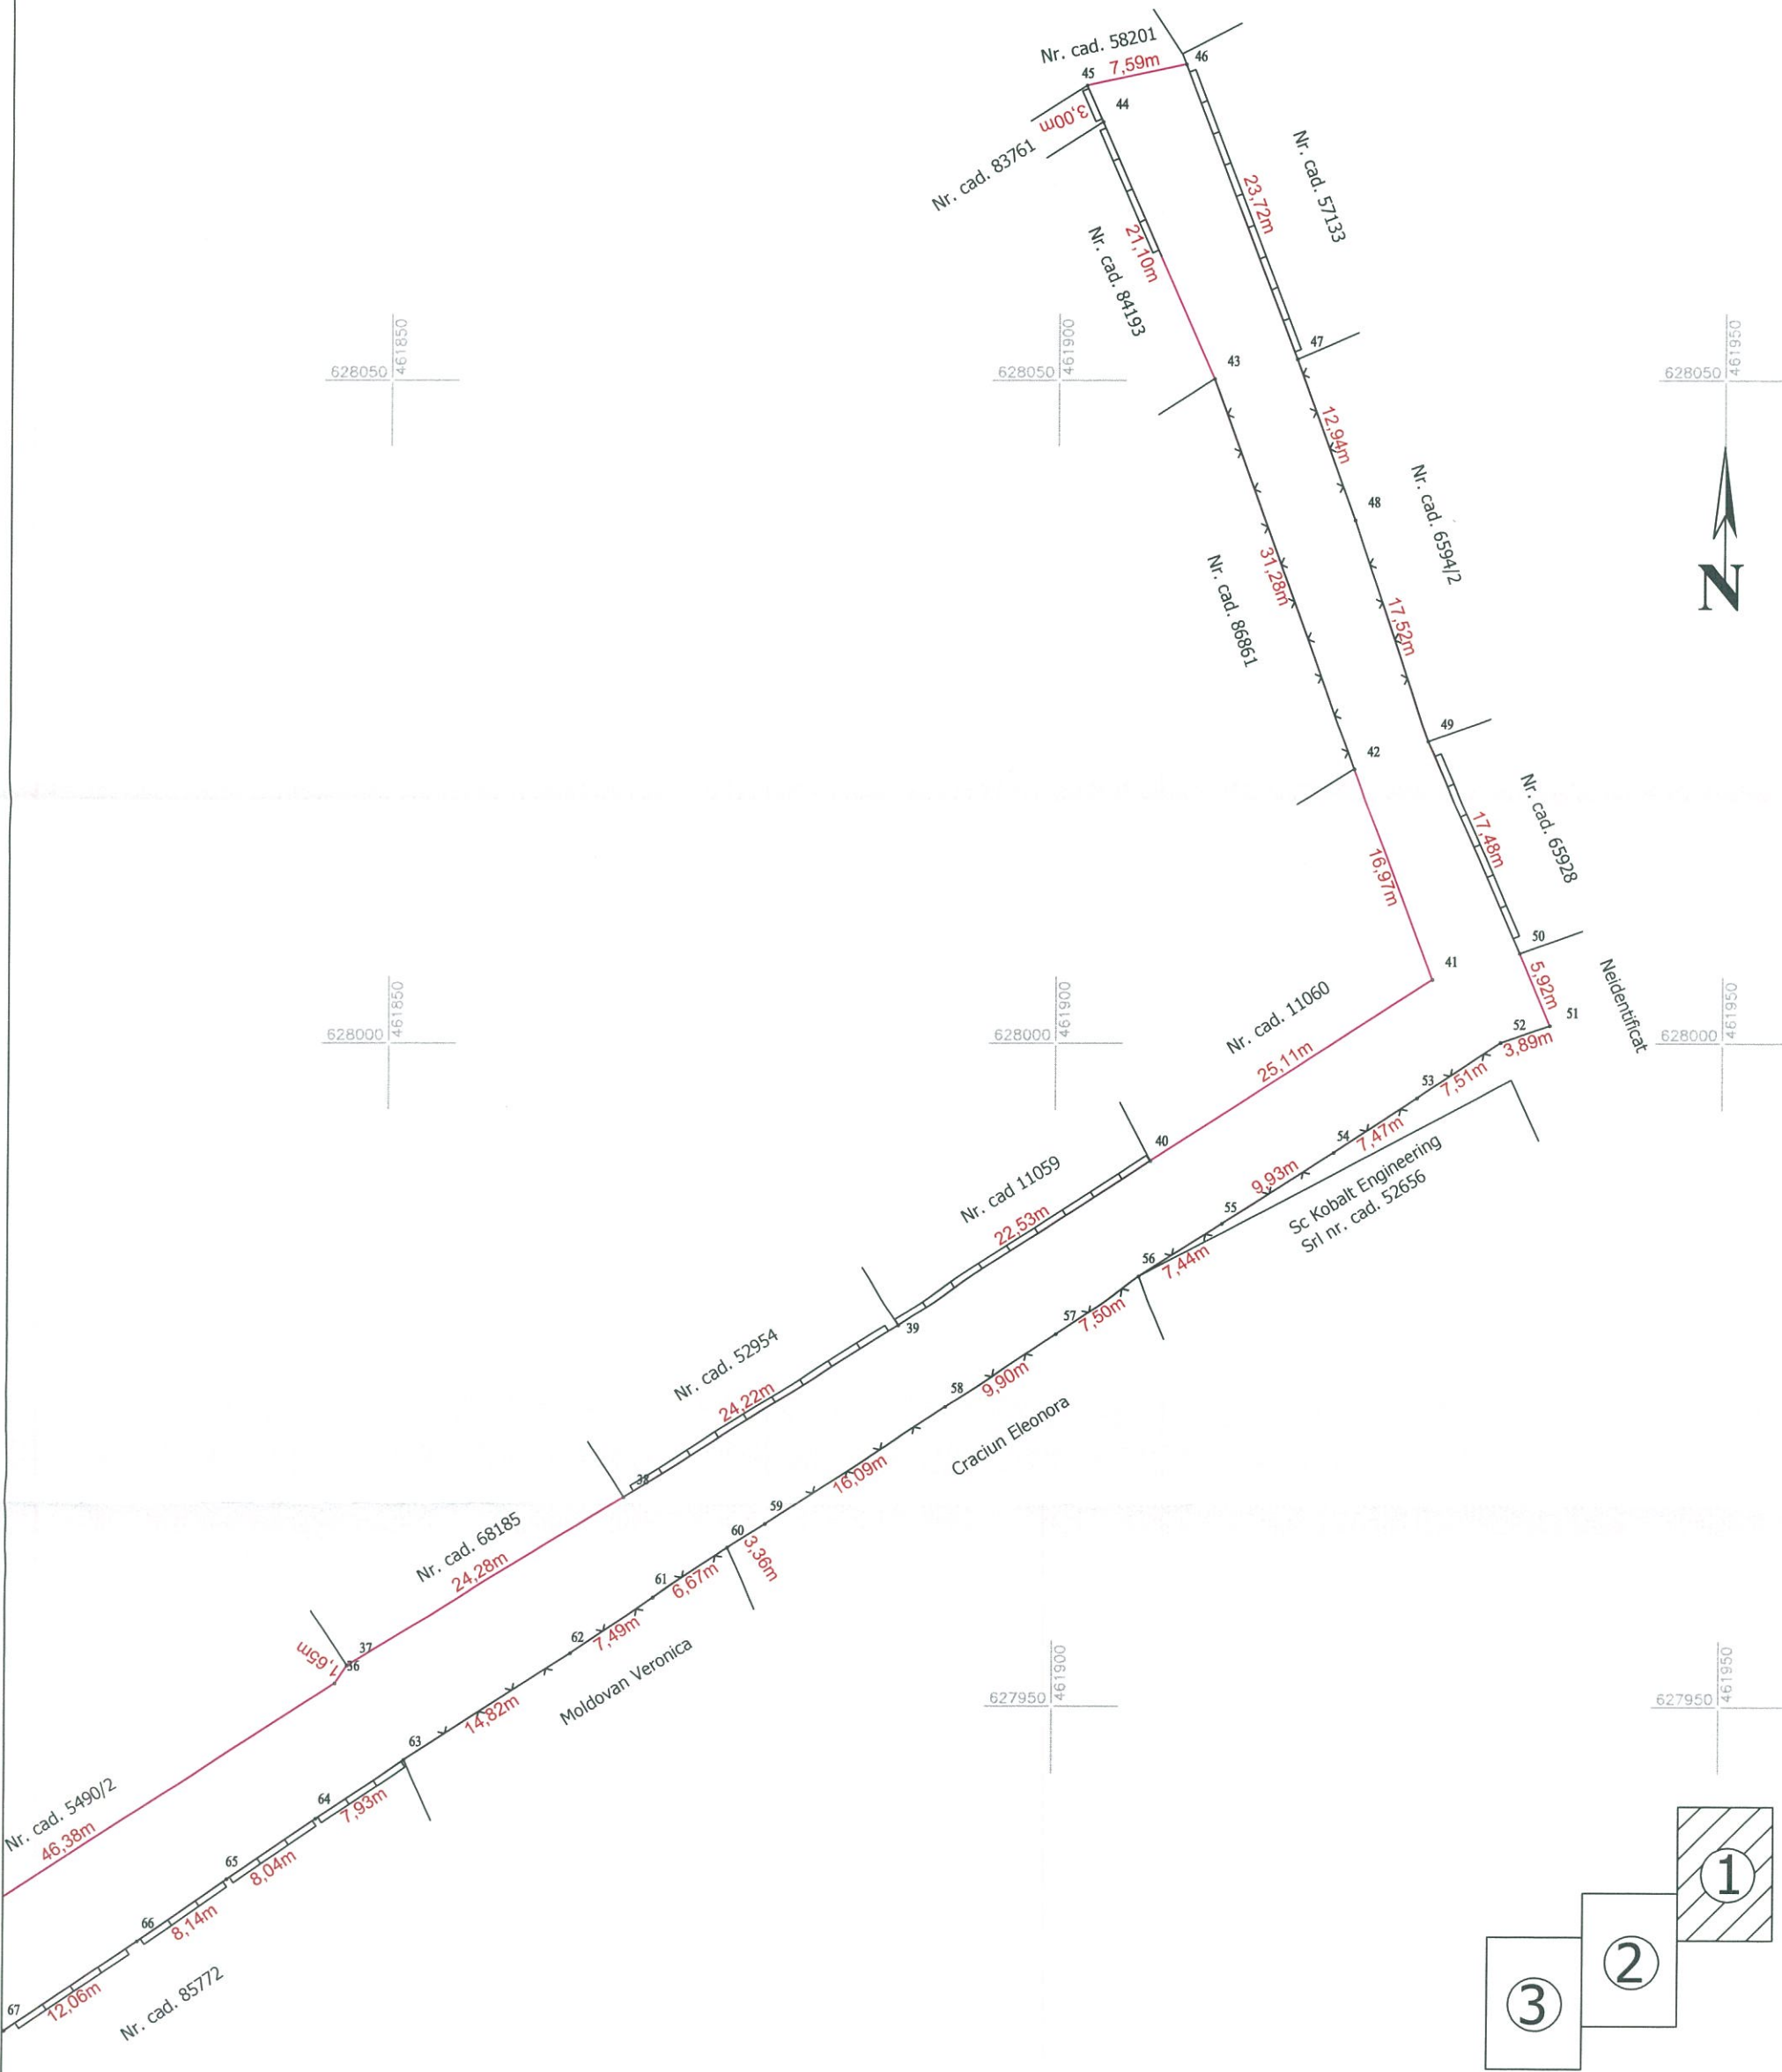 Nr. cad. 58201
7,59m
46
45
44
3,00m
Nr. cad. 83761
Nr. cad. 57133
23,72m
21,10m
Nr. cad. 84193
47
43
628050
461850
628050
461900
628050
461950
12,94m
48
Nr. cad. 6594/2
N
31,28m
Nr. cad. 86861
17,52m
49
42
17,48m
Nr. cad. 65928
16,97m
50
41
5,92m
Neidentificat
51
52
3,89m
Nr. cad. 11060
25,11m
628000
461850
628000
461900
628000
461950
53
7,51m
54
7,47m
40
Nr. cad 11059
22,53m
9,93m
Sc Kobalt Engineering
Srl nr. cad. 52656
55
56
7,44m
39
57
7,50m
Nr. cad. 52954
24,22m
58
9,90m
Craciun Eleonora
38
16,09m
59
60
3,36m
Nr. cad. 68185
24,28m
61
6,67m
62
7,49m
37
36
1,65m
Moldovan Veronica
14,82m
63
627950
461900
627950
461950
64
7,93m
Nr. cad. 5490/2
46,38m
65
8,04m
66
8,14m
67
12,06m
Nr. cad. 85772
1
2
3